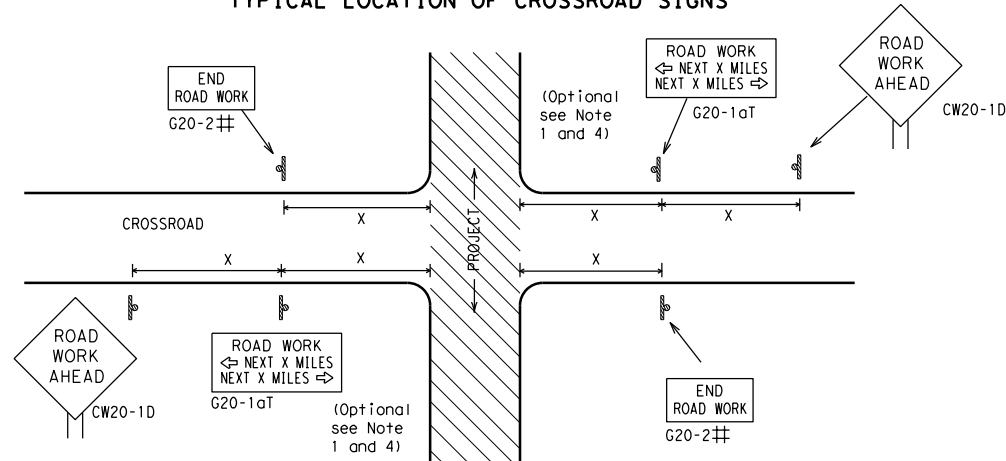 TYPICAL LOCATION OF CROSSROAD SIGNS
END
ROAD WORK
G20-2#
(Optional
see Note
1 and 4)
ROAD WORK
⇦ NEXT X MILES
NEXT X MILES ⇨
G20-1aT
ROAD
WORK
AHEAD
CW20-1D
CROSSROAD
X
X
X
PROJECT
X
X
X
ROAD
WORK
AHEAD
CW20-1D
ROAD WORK
⇦ NEXT X MILES
NEXT X MILES ⇨
G20-1aT
(Optional
see Note
1 and 4)
END
ROAD WORK
G20-2#